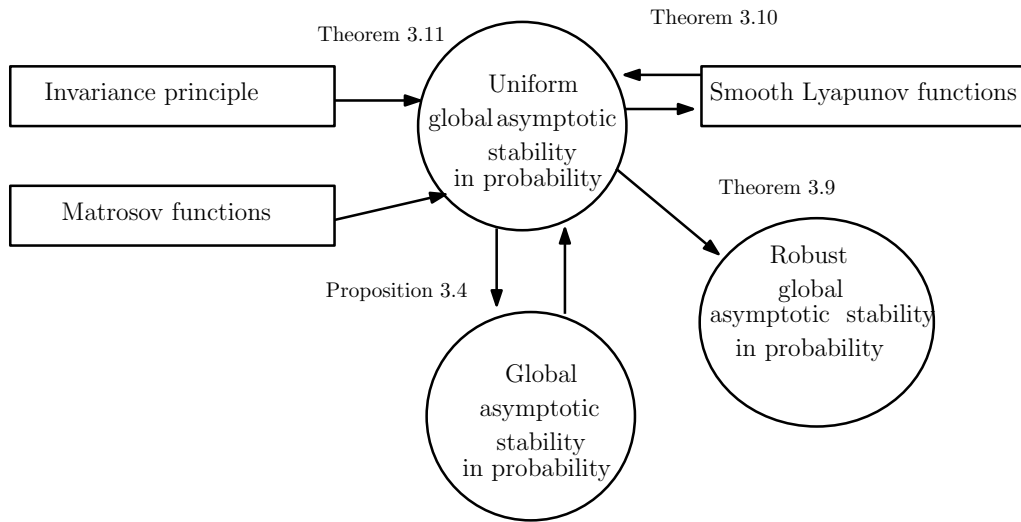 Theorem 3.11
Theorem 3.10
Invariance principle
Uniform
global asymptotic
stability
in probability
Smooth Lyapunov functions
Matrosov functions
Theorem 3.9
Proposition 3.4
Robust
global
asymptotic stability
in probability
Global
asymptotic
stability
in probability